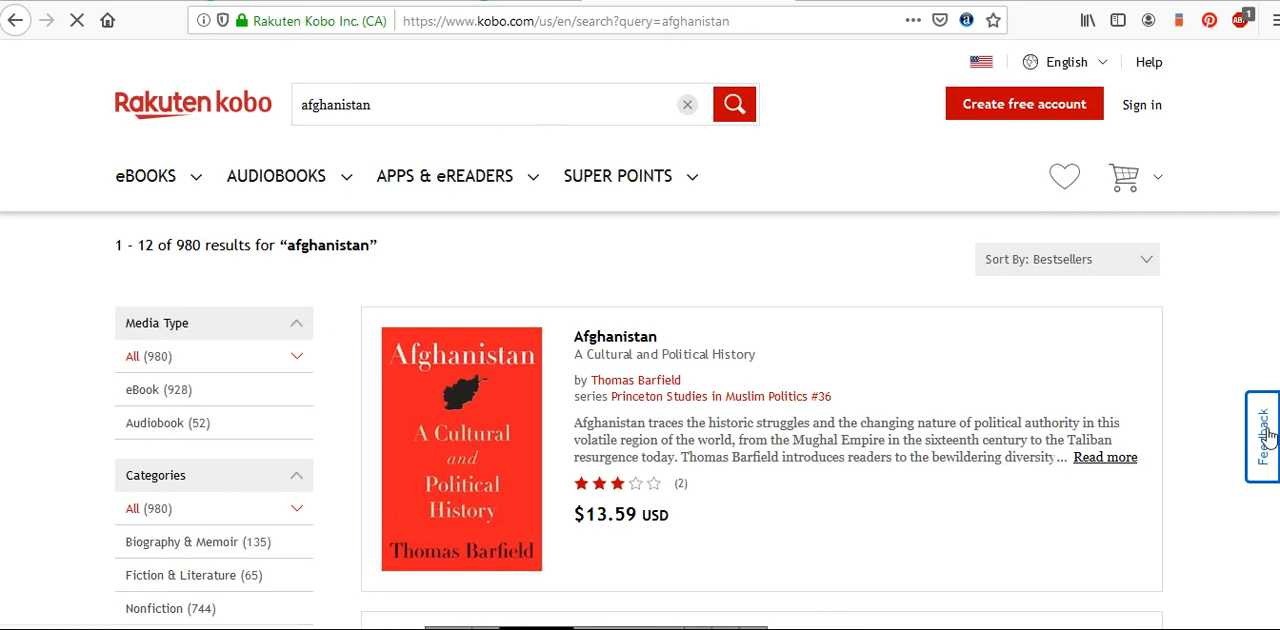 Rakuten Kobo Inc. (CA) https://www.kobo.com/us/en/search?query=afghanistan
1
English Help
Rakuten kobo afghanistan Create free account Sign in
eBOOKS AUDIOBOOKS APPS & eREADERS SUPER POINTS
1 - 12 of 980 results for “afghanistan”
Sort By: Bestsellers
Media Type
All (980)
eBook (928)
Audiobook (52)
Categories
All (980)
Biography & Memoir (135)
Fiction & Literature (65)
Nonfiction (744)
Afghanistan
A Cultural
and
Political
History
Thomas Barfield
Afghanistan
A Cultural and Political History
by Thomas Barfield
series Princeton Studies in Muslim Politics #36
Afghanistan traces the historic struggles and the changing nature of political authority in this
volatile region of the world, from the Mughal Empire in the sixteenth century to the Taliban
resurgence today. Thomas Barfield introduces readers to the bewildering diversity ... Read more
(2)
$13.59 USD
Feedback